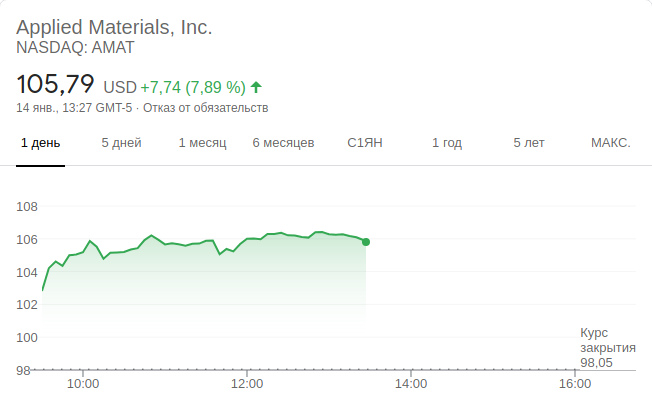 Applied Materials, Inc.
NASDAQ: AMAT
105,79 USD +7,74 (7,89 %)
14 янв., 13:27 GMT-5 · Отказ от обязательств
1 день 5 дней 1 месяц 6 месяцев С1ЯН 1 год 5 лет МАКС.
108
106
104
102
100
98
Курс
закрытия
98,05
10:00 12:00 14:00 16:00